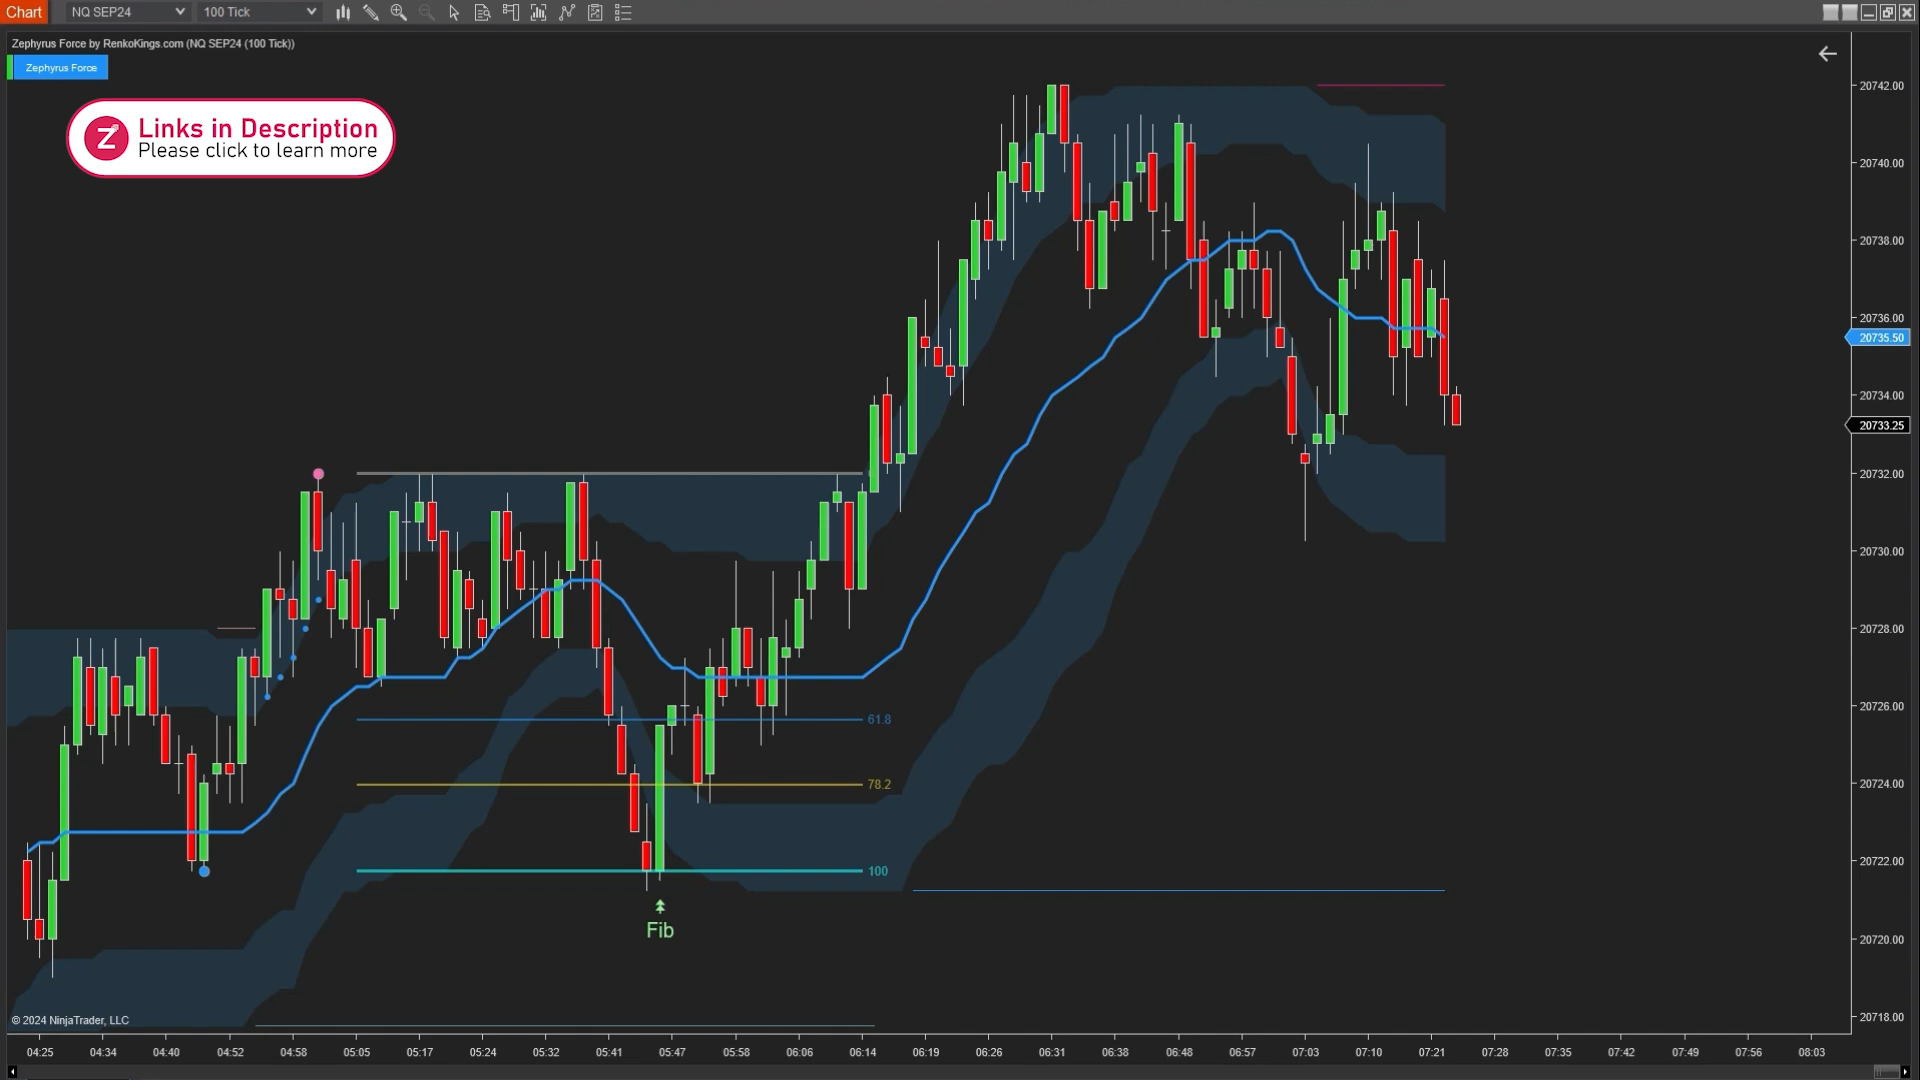 Chart
NQ SEP24
100 Tick
Zephyrus Force by RenkoKings.com (NQ SEP24 (100 Tick))
Zephyrus Force
Z
Links in Description
Please click to learn more
20742.00
20740.00
20738.00
20736.00
20735.50
20734.00
20733.25
20732.00
20730.00
20728.00
20726.00
20724.00
20722.00
20720.00
20718.00
61.8
78.2
100
Fib
© 2024 NinjaTrader, LLC
04:25 04:34 04:40 04:52 04:58 05:05 05:17 05:24 05:32 05:41 05:47 05:58 06:06 06:14 06:19 06:26 06:31 06:38 06:48 06:57 07:03 07:10 07:21 07:28 07:35 07:42 07:49 07:56 08:03